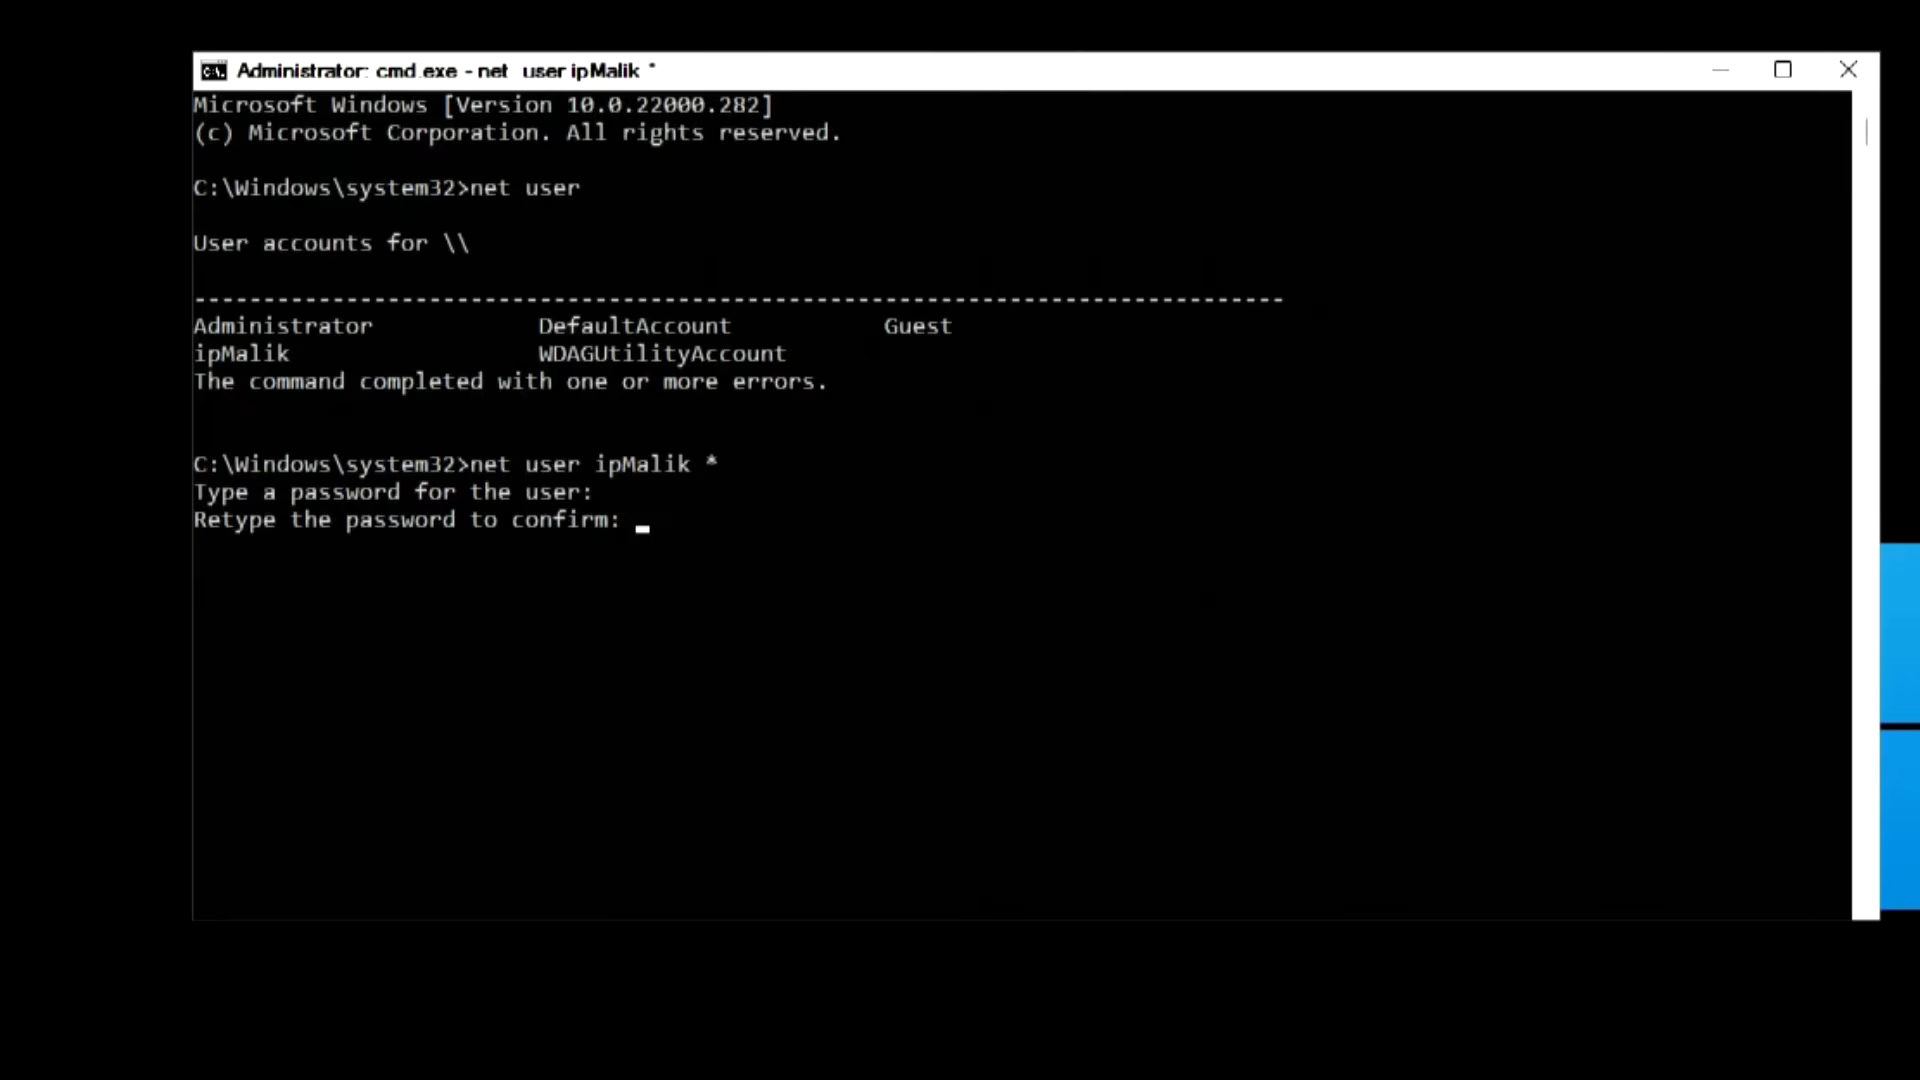 Administrator: cmd.exe - net  user ipMalik *
Microsoft Windows [Version 10.0.22000.282]
(c) Microsoft Corporation. All rights reserved.
C:\Windows\system32>net user
User accounts for \\
-------------------------------------------------------------------------------
Administrator            DefaultAccount           Guest
ipMalik                  WDAGUtilityAccount
The command completed with one or more errors.
C:\Windows\system32>net user ipMalik *
Type a password for the user:
Retype the password to confirm: